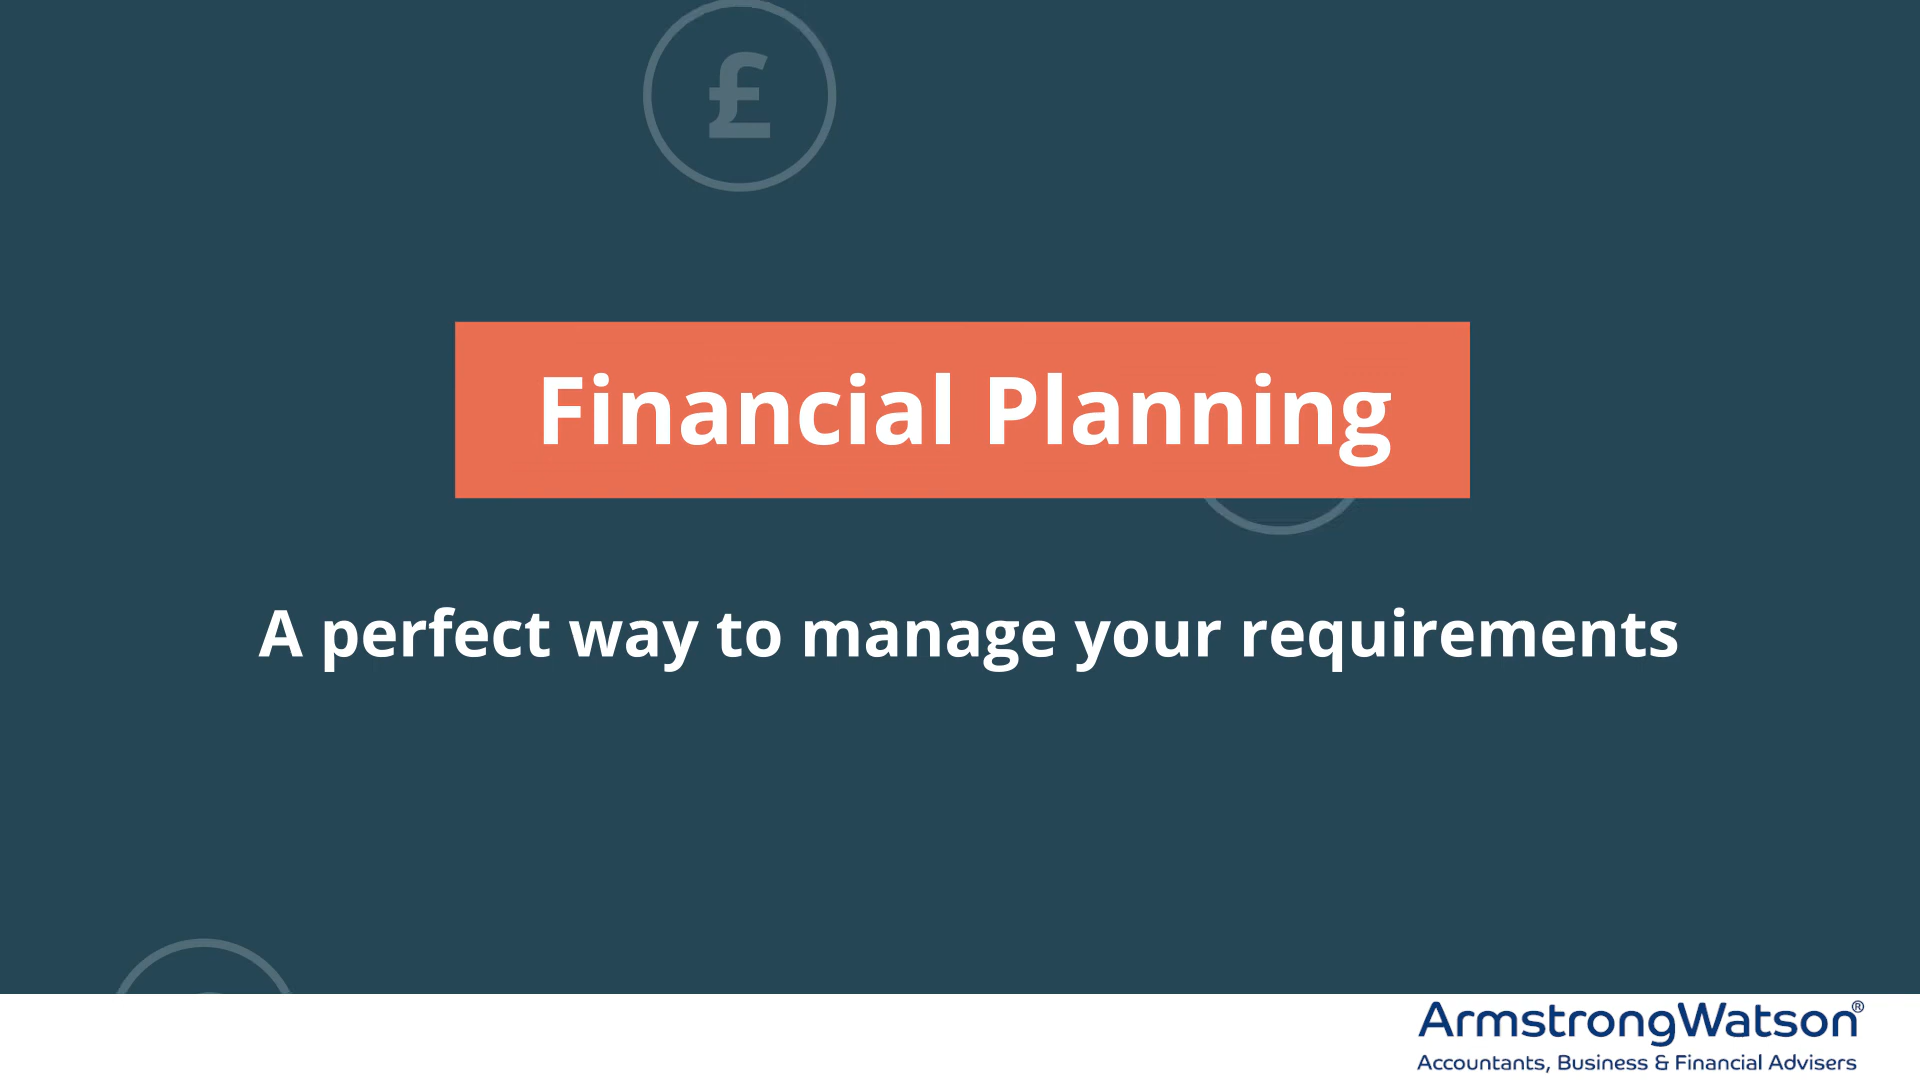 £
Financial Planning
A perfect way to manage your requirements
ArmstrongWatson®
Accountants, Business & Financial Advisers